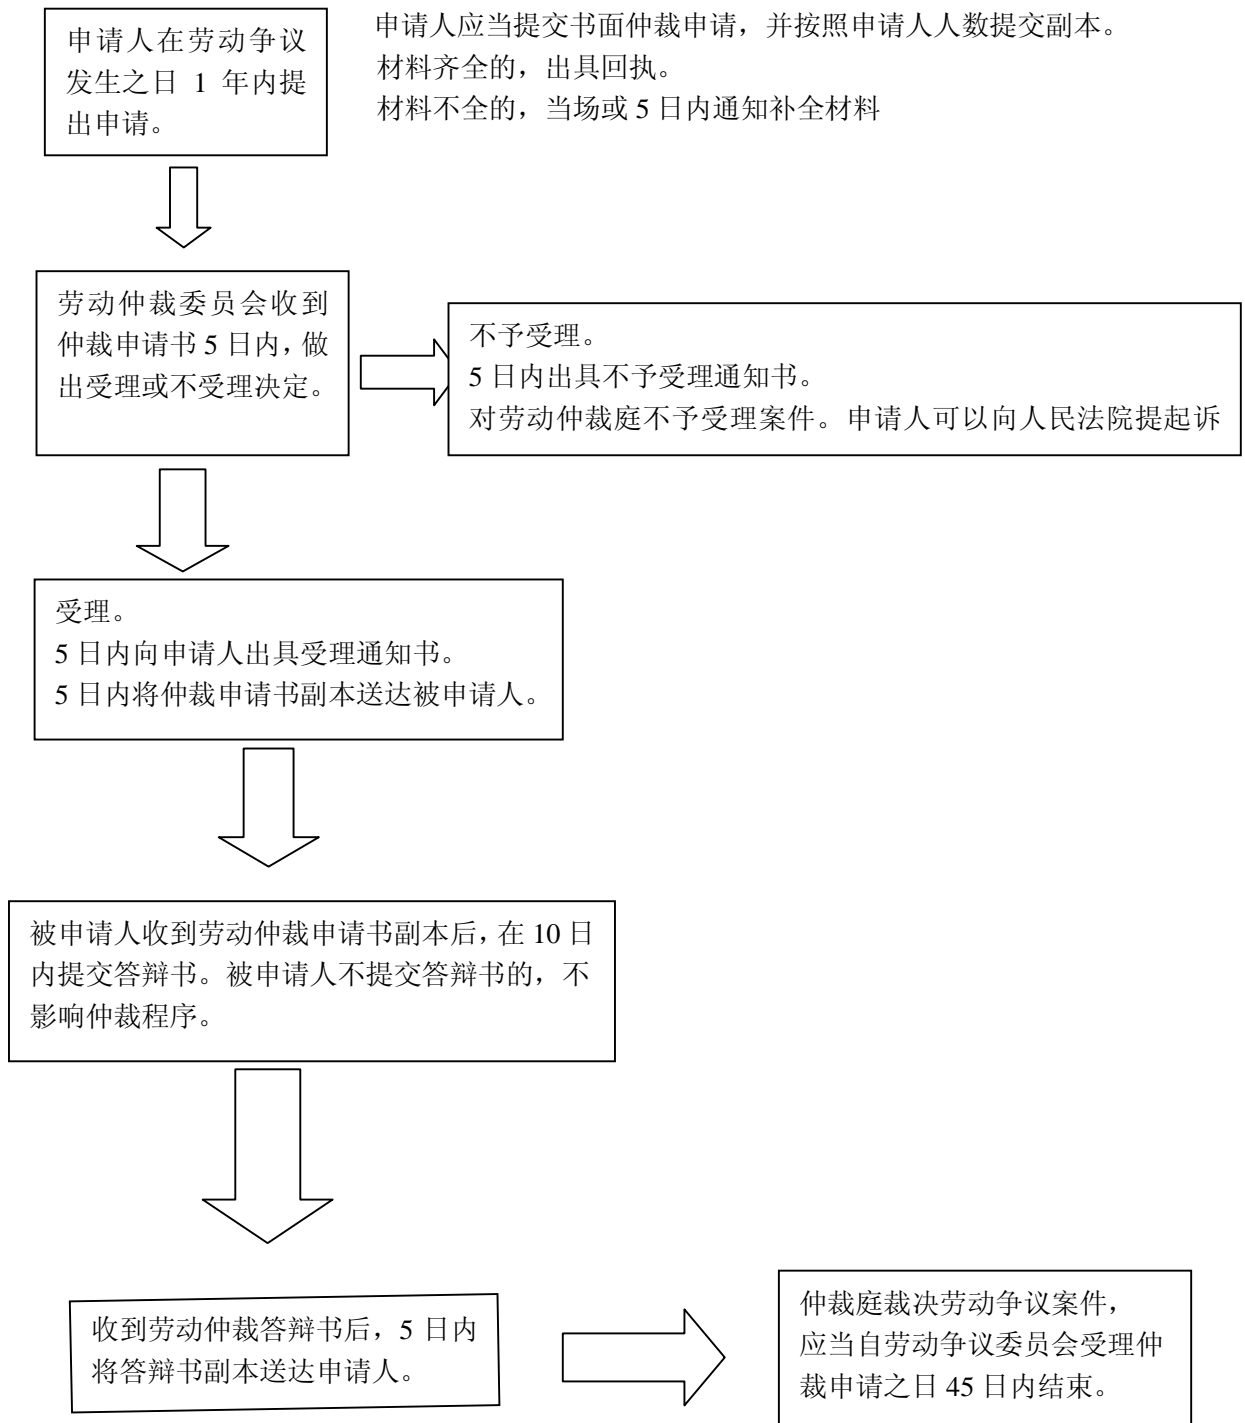 申请人在劳动争议
发生之日 1 年内提
出申请。
申请人应当提交书面仲裁申请，并按照申请人人数提交副本。
材料齐全的，出具回执。
材料不全的，当场或 5 日内通知补全材料
劳动仲裁委员会收到
仲裁申请书 5 日内，做
出受理或不受理决定。
不予受理。
5 日内出具不予受理通知书。
对劳动仲裁庭不予受理案件。申请人可以向人民法院提起诉
受理。
5 日内向申请人出具受理通知书。
5 日内将仲裁申请书副本送达被申请人。
被申请人收到劳动仲裁申请书副本后，在 10 日
内提交答辩书。被申请人不提交答辩书的，不
影响仲裁程序。
收到劳动仲裁答辩书后，5 日内
将答辩书副本送达申请人。
仲裁庭裁决劳动争议案件，
应当自劳动争议委员会受理仲
裁申请之日 45 日内结束。